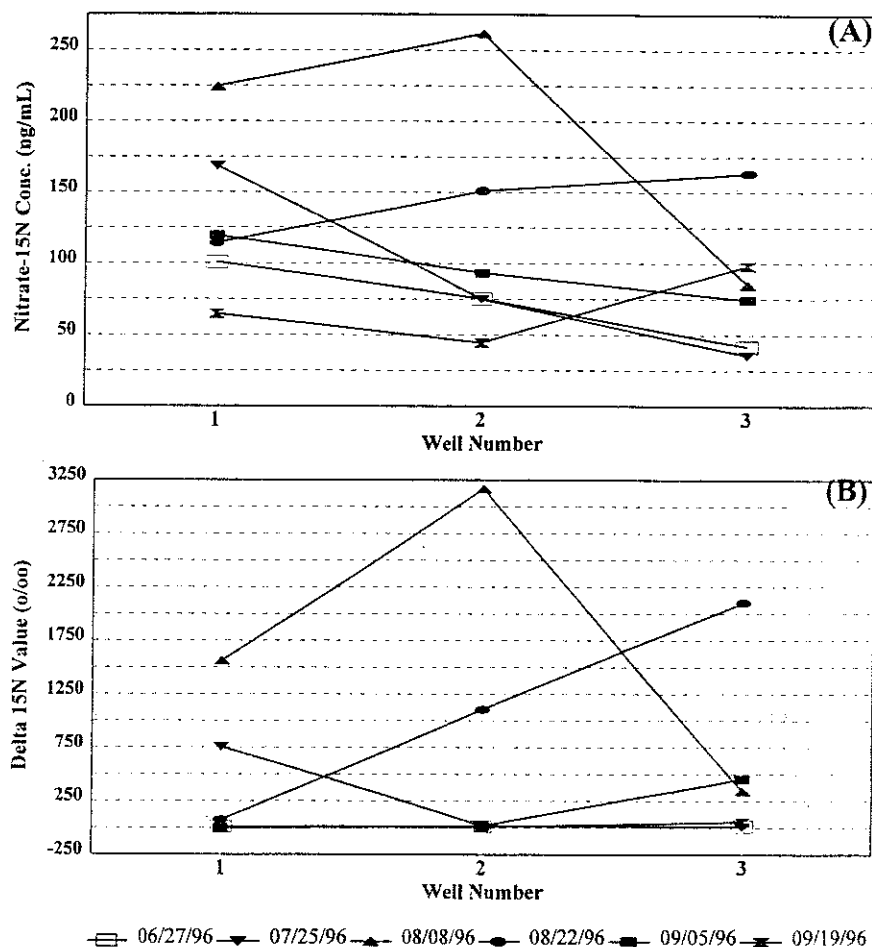 (A)
250
200
150
100
50
0
Nitrate-15N Conc. (ng/mL)
1 2 3
Well Number
(B)
3250
2750
2250
1750
1250
750
250
-250
Delta 15N Value (o/oo)
1 2 3
Well Number
06/27/96 07/25/96 08/08/96 08/22/96 09/05/96 09/19/96